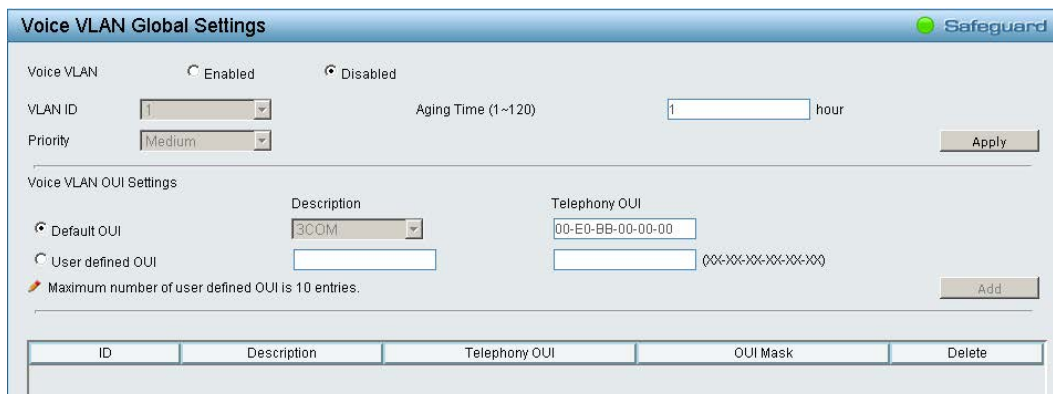 Voice VLAN Global Settings
Safeguard
Voice VLAN Enabled Disabled
VLAN ID 1 Aging Time (1~120) 1 hour
Priority Medium Apply
Voice VLAN OUI Settings
Description Telephony OUI
Default OUI 3COM 00-E0-BB-00-00-00
User defined OUI (XX-XX-XX-XX-XX-XX)
Maximum number of user defined OUI is 10 entries. Add
ID Description Telephony OUI OUI Mask Delete